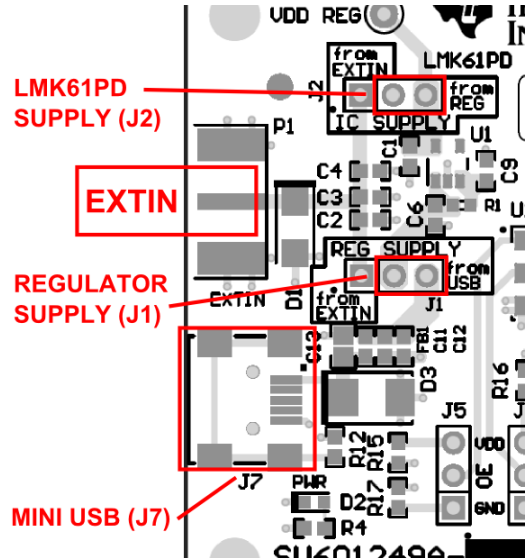 VDD REG
from
EXTIN
LMK61PD
LMK61PD
SUPPLY (J2)
J2
from
REG
IC SUPPLY
P1
U1
C1
C4
C9
EXTIN
C3
C2
C6
R1
REG SUPPLY
REGULATOR
SUPPLY (J1)
from
USB
EXTIN
D1
from
EXTIN
J1
C13
FB1
C11
C12
D3
R16
J5
R12
R15
VDD
OE
J7
PWR
R17
GND
MINI USB (J7)
D2
R4
SV601249A-